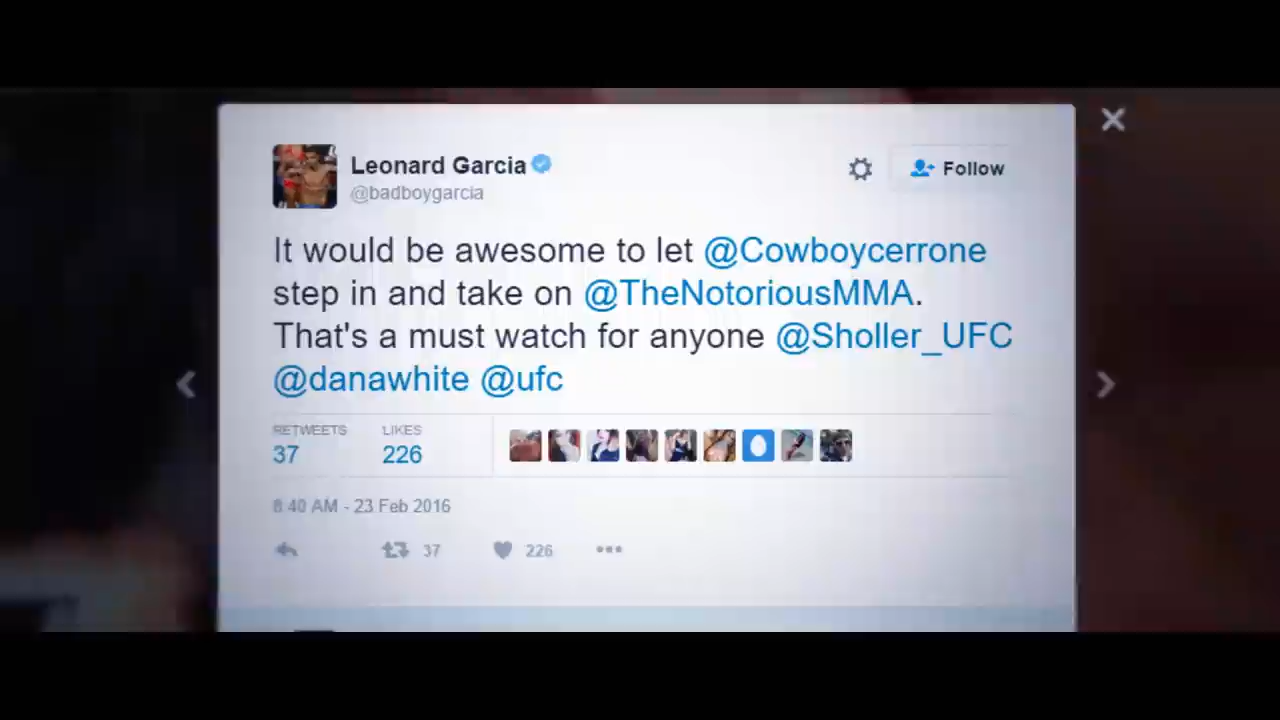 Leonard Garcia
@badboygarcia
Follow
It would be awesome to let @Cowboycerrone
step in and take on @TheNotoriousMMA.
That's a must watch for anyone @Sholler_UFC
@danawhite @ufc
RETWEETS LIKES
37 226
8:40 AM - 23 Feb 2016
37 226